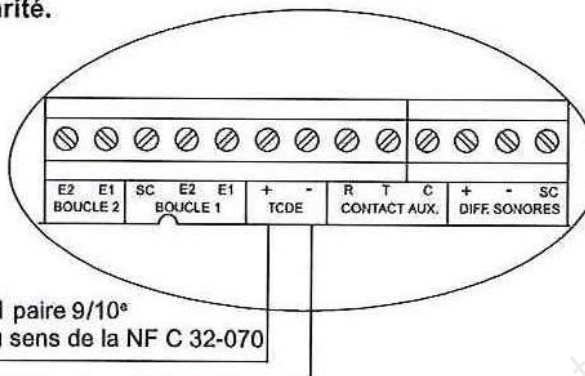 arité.
E2 E1 SC E2 E1 + - R T C + - SC
BOUCLE 2 BOUCLE 1 TCDE CONTACT AUX. DIFF. SONORES
1 paire 9/10e
sens de la NF C 32-070